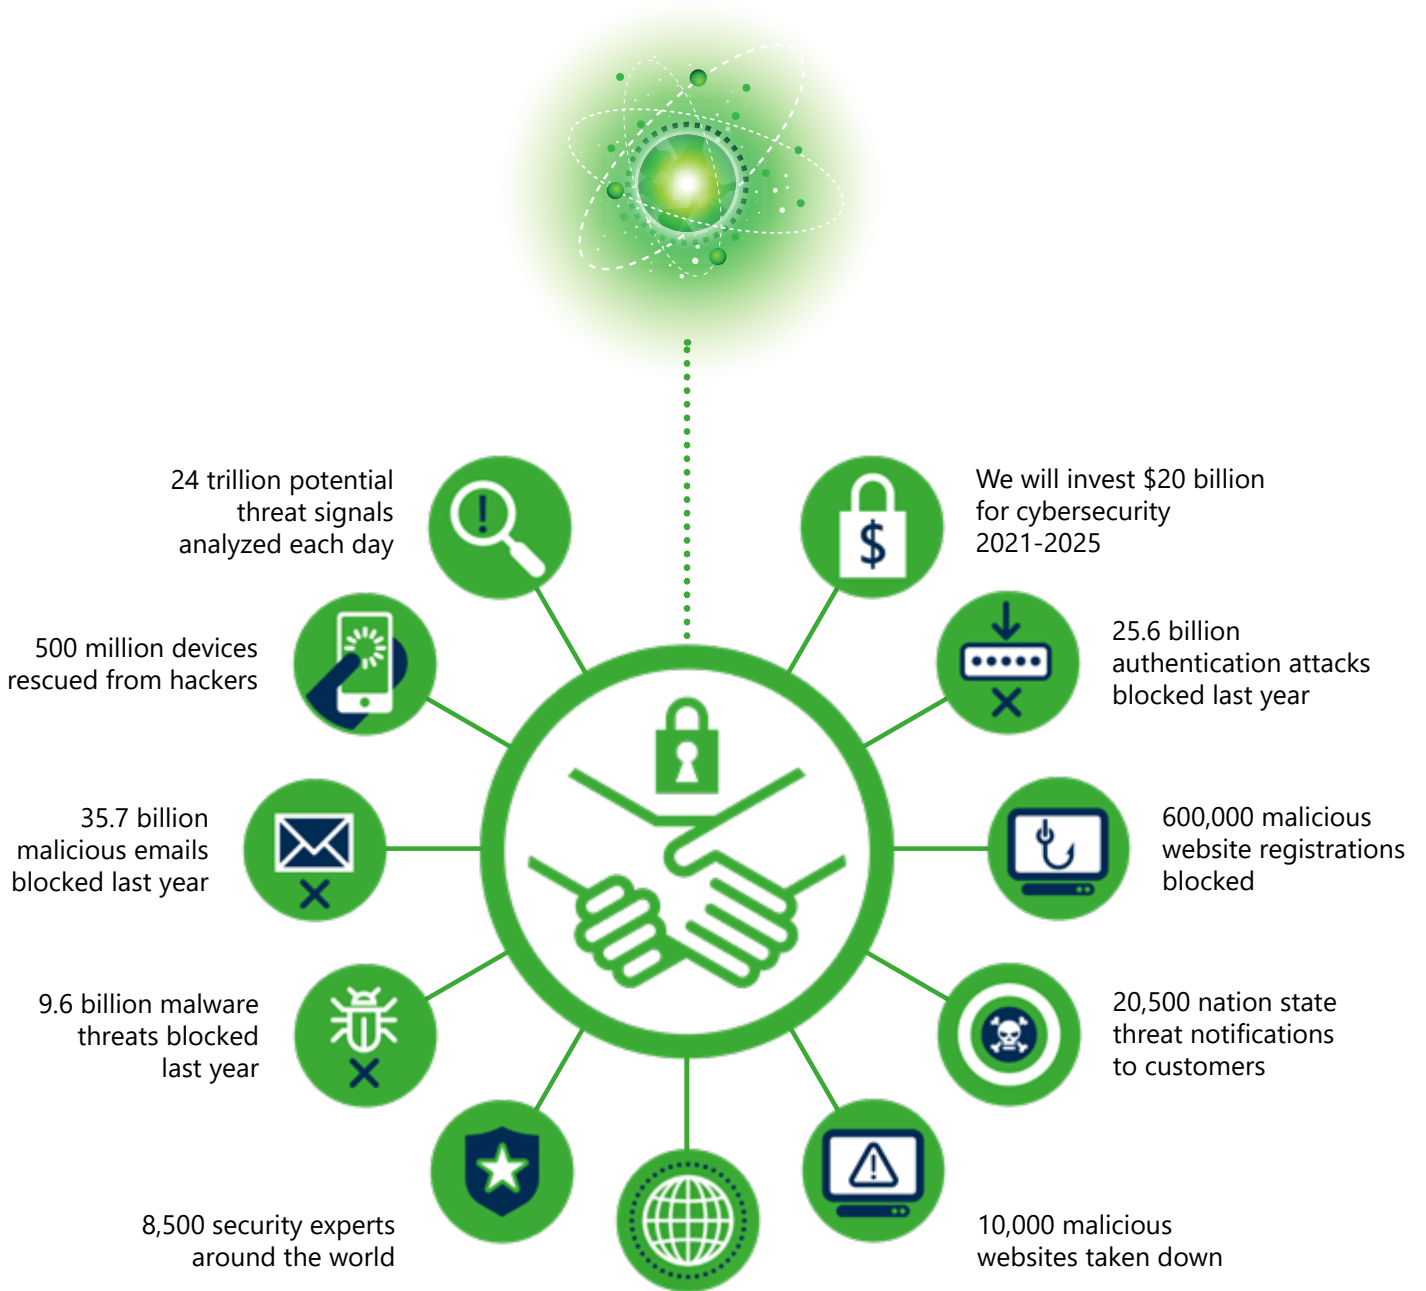 24 trillion potential
threat signals
analyzed each day
We will invest $20 billion
for cybersecurity
2021-2025
500 million devices
rescued from hackers
25.6 billion
authentication attacks
blocked last year
35.7 billion
malicious emails
blocked last year
600,000 malicious
website registrations
blocked
9.6 billion malware
threats blocked
last year
20,500 nation state
threat notifications
to customers
8,500 security experts
around the world
10,000 malicious
websites taken down